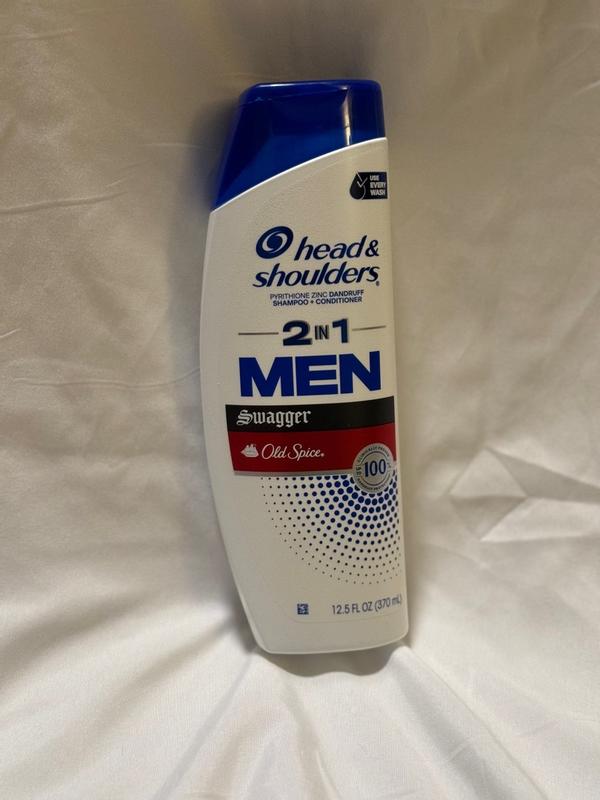 USE
EVERY
WASH
head &
shoulders®
PYRITHIONE ZINC DANDRUFF
SHAMPOO + CONDITIONER
2 IN 1
MEN
Swagger
Old Spice®
100%
12.5 FL OZ (370 mL)